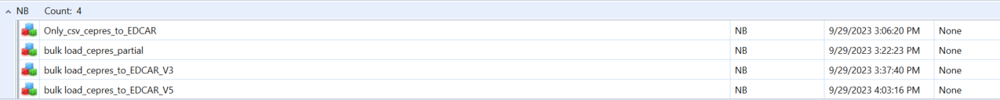 NB Count: 4
Only_csv_cepres_to_EDCAR NB 9/29/2023 3:06:20 PM None
bulk load_cepres_partial NB 9/29/2023 3:22:23 PM None
bulk load_cepres_to_EDCAR_V3 NB 9/29/2023 3:37:40 PM None
bulk load_cepres_to_EDCAR_V5 NB 9/29/2023 4:03:16 PM None